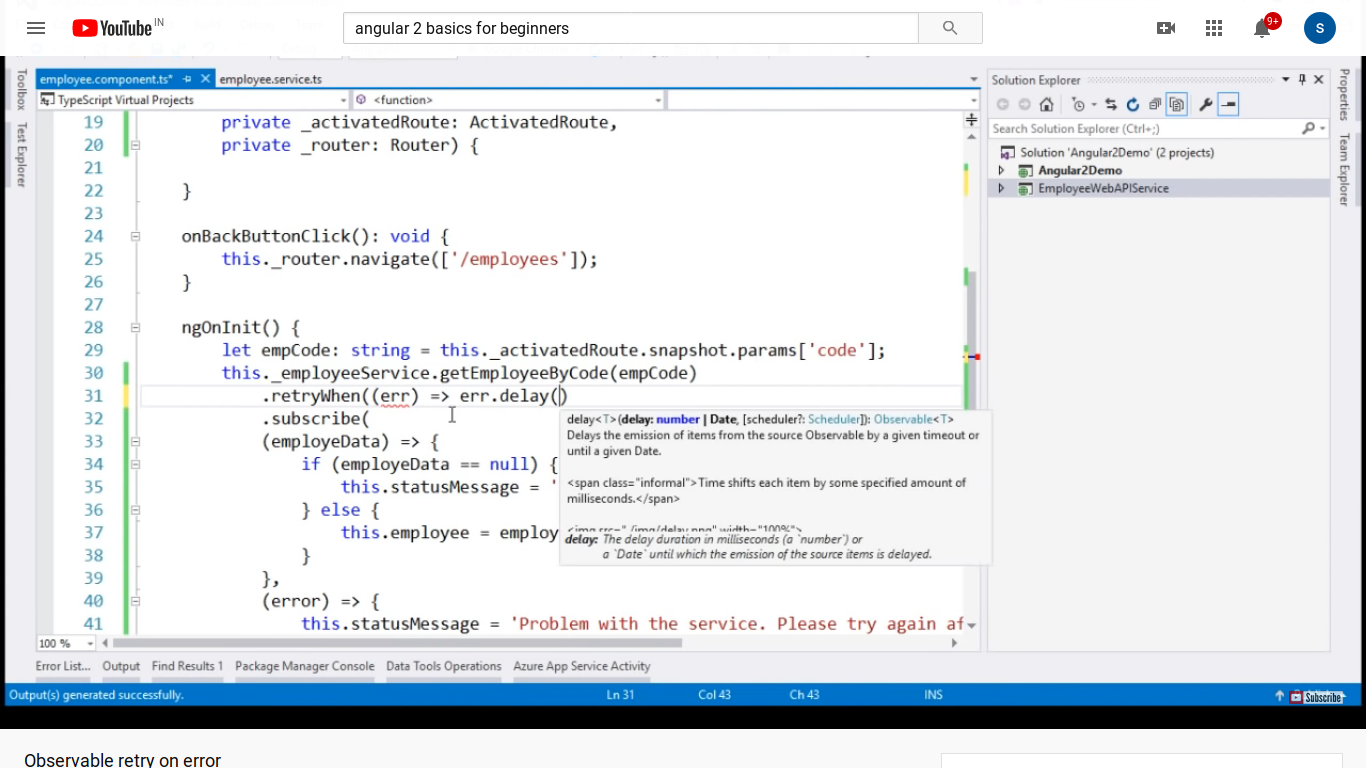 YouTube IN
angular 2 basics for beginners
9+
S
employee.component.ts*
employee.service.ts
TypeScript Virtual Projects
<function>
Toolbox
Test Explorer
19 private _activatedRoute: ActivatedRoute,
20 private _router: Router) {
21
22 }
23
24 onBackButtonClick(): void {
25 this._router.navigate(['/employees']);
26 }
27
28 ngOnInit() {
29 let empCode: string = this._activatedRoute.snapshot.params['code'];
30 this._employeeService.getEmployeeByCode(empCode)
31 .retryWhen((err) => err.delay()
32 .subscribe(
33 (employeData) => {
34 if (employeData == null) {
35 this.statusMessage = '
36 } else {
37 this.employee = employ
38 }
39 },
40 (error) => {
41 this.statusMessage = 'Problem with the service. Please try again af
delay<T>(delay: number | Date, [scheduler?: Scheduler]): Observable<T>
Delays the emission of items from the source Observable by a given timeout or
until a given Date.
<span class="informal">Time shifts each item by some specified amount of
milliseconds.</span>
<img src="./img/delay.png" width="100%">
delay: The delay duration in milliseconds (a `number`) or
a `Date` until which the emission of the source items is delayed.
Solution Explorer
Search Solution Explorer (Ctrl+;)
Solution 'Angular2Demo' (2 projects)
Angular2Demo
EmployeeWebAPIService
Properties
Team Explorer
100 %
Error List...
Output
Find Results 1
Package Manager Console
Data Tools Operations
Azure App Service Activity
Output(s) generated successfully.
Ln 31
Col 43
Ch 43
INS
Subscribe
Observable retry on error